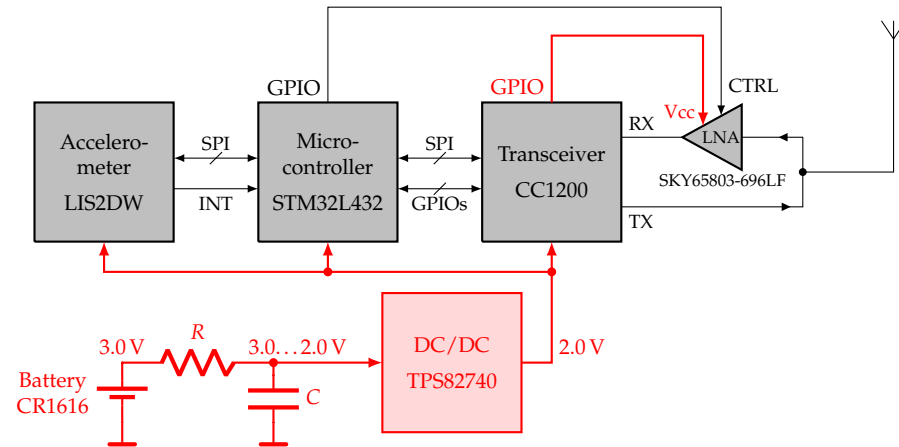 GPIO
GPIO
CTRL
Vcc
RX
LNA
SKY65803-696LF
TX
Accelero-
meter
LIS2DW
SPI
INT
Micro-
controller
STM32L432
SPI
GPIOs
Transceiver
CC1200
3.0 V
R
3.0...2.0 V
DC/DC
TPS82740
2.0 V
Battery
CR1616
C